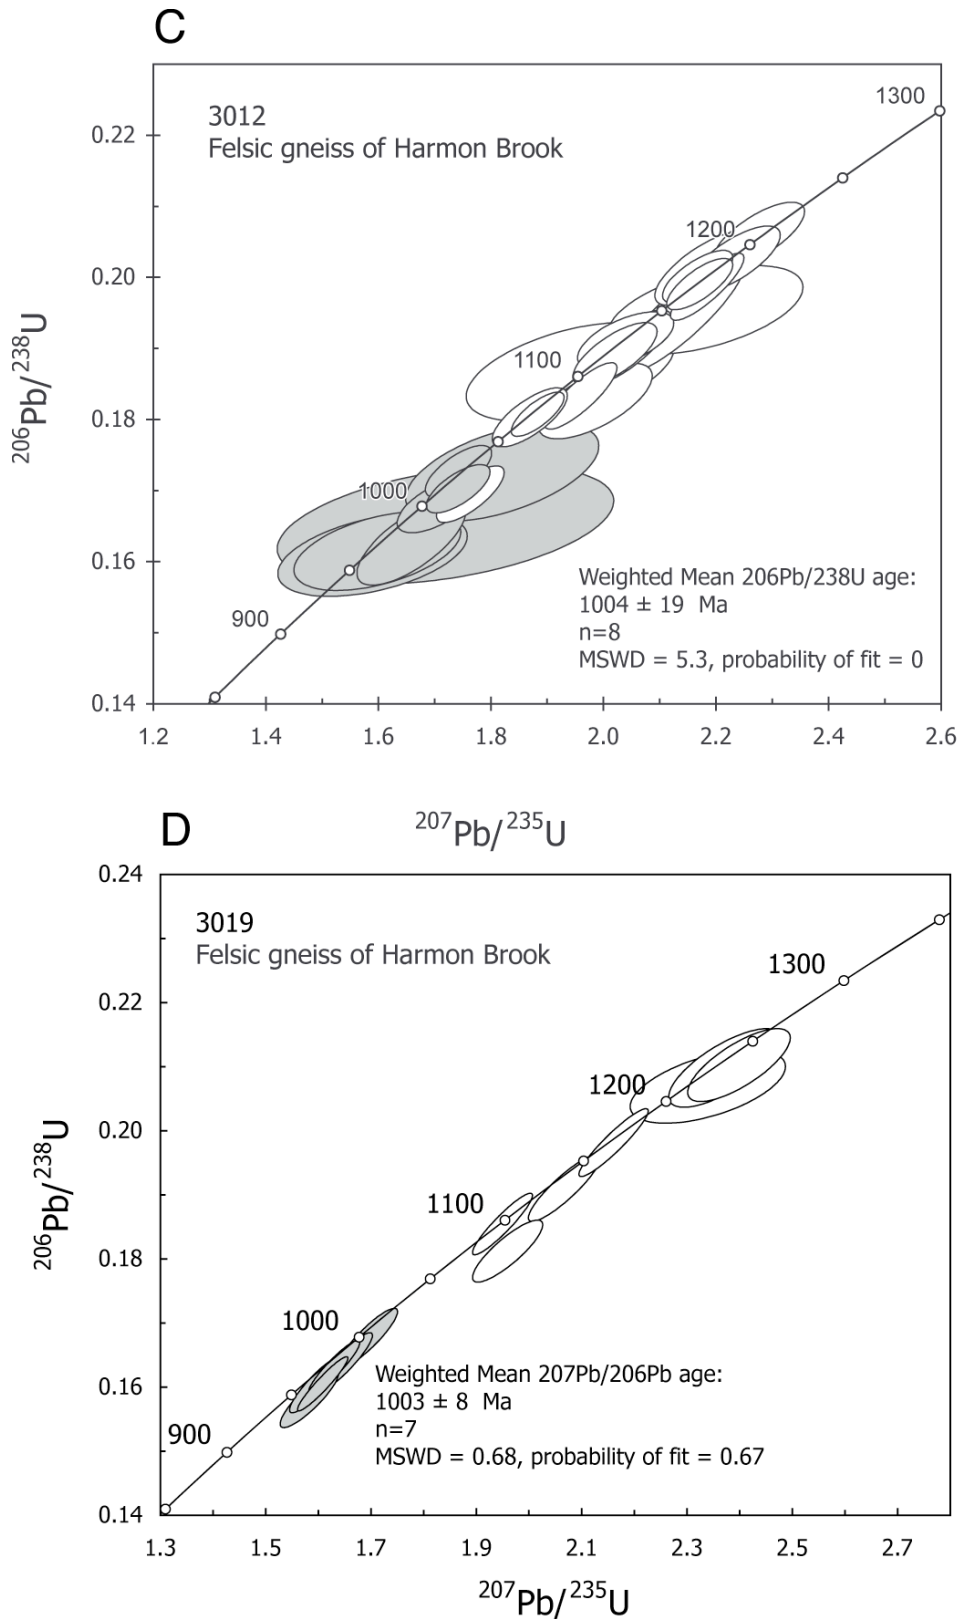 C
3012
Felsic gneiss of Harmon Brook
1300
1200
1100
1000
900
0.22
0.20
0.18
0.16
0.14
206Pb/238U
Weighted Mean 206Pb/238U age:
1004 ± 19 Ma
n=8
MSWD = 5.3, probability of fit = 0
1.2 1.4 1.6 1.8 2.0 2.2 2.4 2.6
207Pb/235U
D
3019
Felsic gneiss of Harmon Brook
1300
1200
1100
1000
900
0.24
0.22
0.20
0.18
0.16
0.14
206Pb/238U
Weighted Mean 207Pb/206Pb age:
1003 ± 8 Ma
n=7
MSWD = 0.68, probability of fit = 0.67
1.3 1.5 1.7 1.9 2.1 2.3 2.5 2.7
207Pb/235U